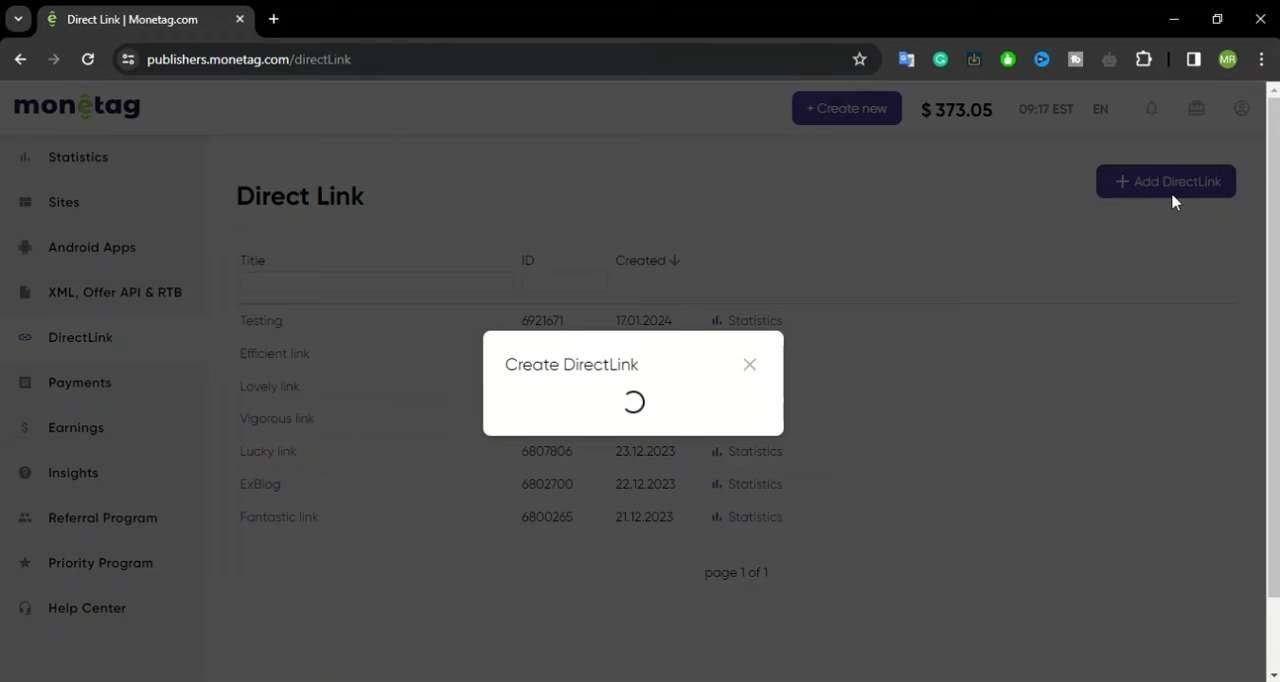 Direct Link | Monetag.com
publishers.monetag.com/directLink
MR
monetag
+ Create new
$ 373.05
09:17 EST
EN
Statistics
Sites
Android Apps
XML, Offer API & RTB
DirectLink
Payments
Earnings
Insights
Referral Program
Priority Program
Help Center
Direct Link
+ Add DirectLink
Title ID Created ↓
Testing 6921671 17.01.2024 Statistics
Efficient link
Lovely link
Vigorous link
Lucky link 6807806 23.12.2023 Statistics
ExBlog 6802700 22.12.2023 Statistics
Fantastic link 6800265 21.12.2023 Statistics
page 1 of 1
Create DirectLink